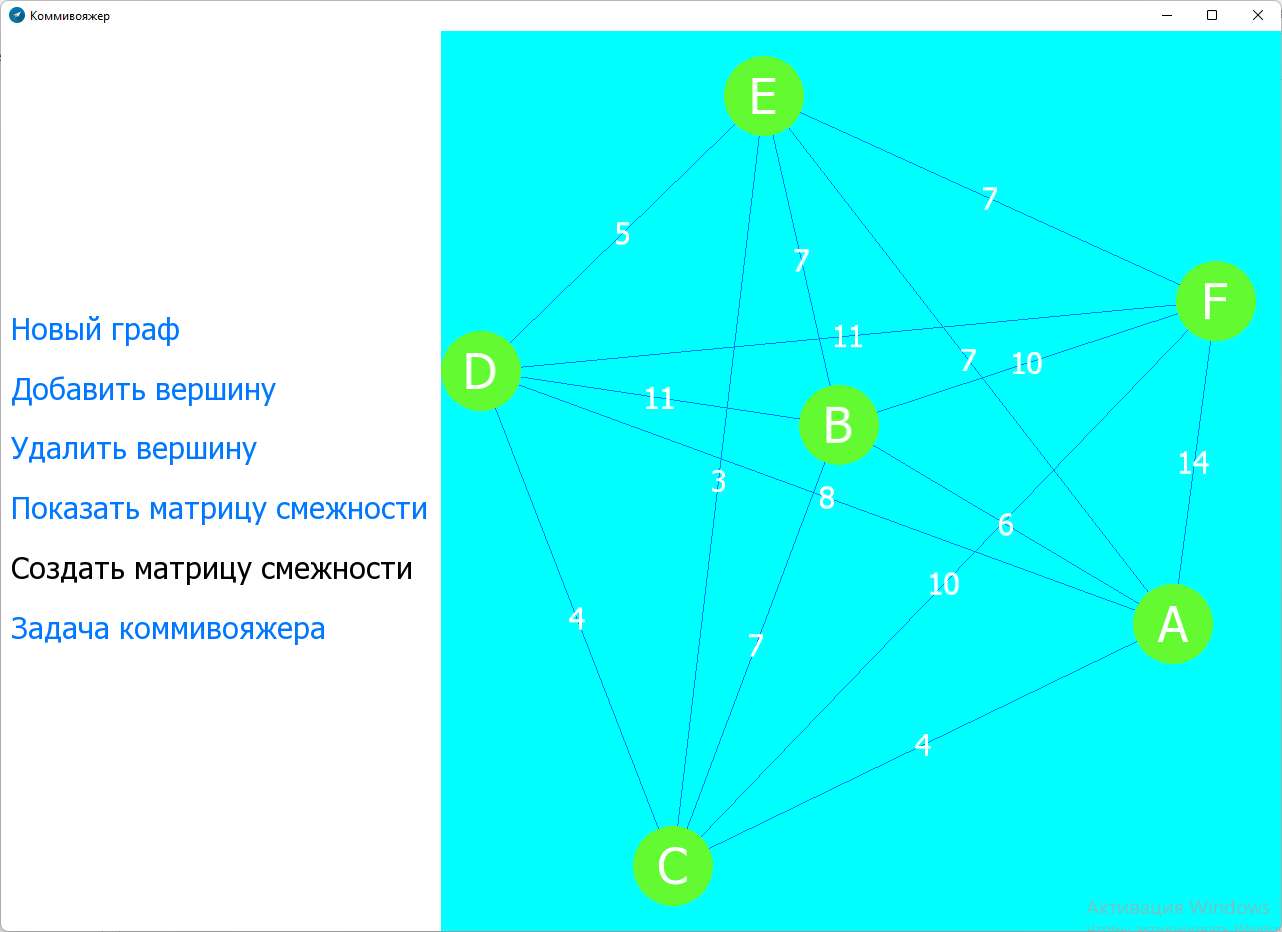 Коммивояжер
Новый граф
Добавить вершину
Удалить вершину
Показать матрицу смежности
Создать матрицу смежности
Задача коммивояжера
E
7
5
7
F
11
7
10
D
11
B
14
3
8
6
10
4
A
7
4
C
Активация Windows